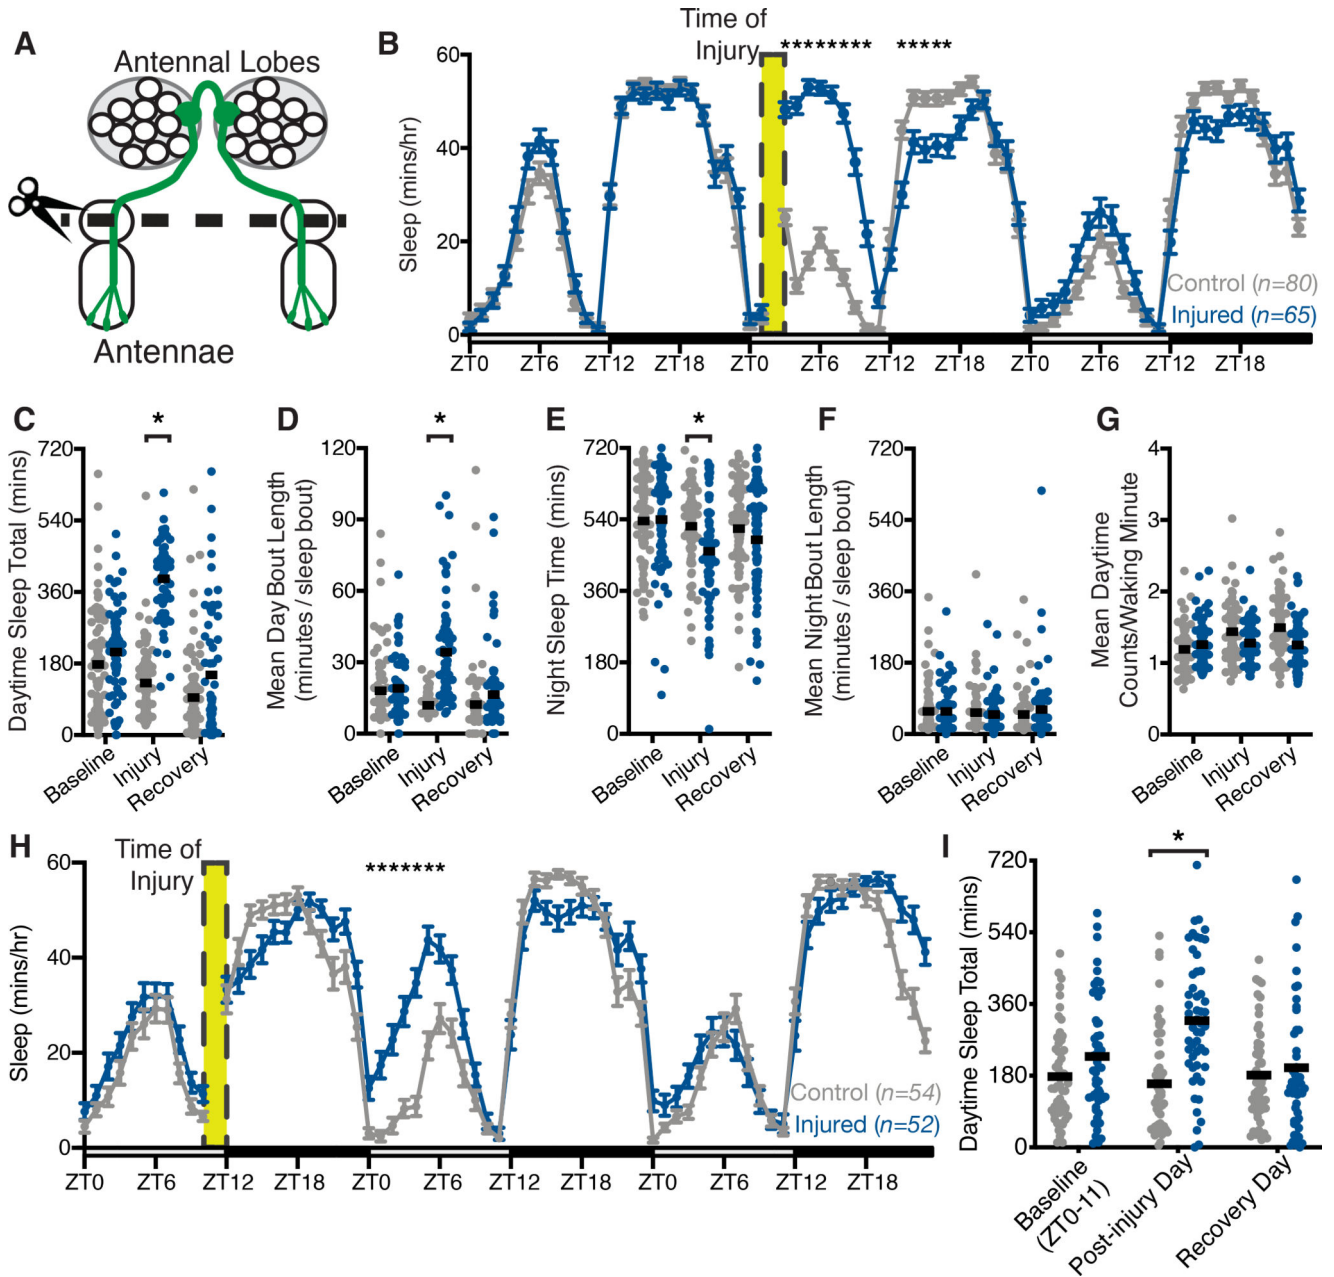 A
Antennal Lobes
Antennae
B
Time of
Injury
******** *****
Sleep (mins/hr)
60
40
20
0
Control (n=80)
Injured (n=65)
ZT0 ZT6 ZT12 ZT18 ZT0 ZT6 ZT12 ZT18 ZT0 ZT6 ZT12 ZT18
C
*
Daytime Sleep Total (mins)
720
540
360
180
0
Baseline
Injury
Recovery
D
*
Mean Day Bout Length
(minutes / sleep bout)
120
90
60
30
0
Baseline
Injury
Recovery
E
*
Night Sleep Time (mins)
720
540
360
180
0
Baseline
Injury
Recovery
F
Mean Night Bout Length
(minutes / sleep bout)
720
540
360
180
0
Baseline
Injury
Recovery
G
Mean Daytime
Counts/Waking Minute
4
3
2
1
0
Baseline
Injury
Recovery
H
Time of
Injury
*******
Sleep (mins/hr)
60
40
20
0
Control (n=54)
Injured (n=52)
ZT0 ZT6 ZT12 ZT18 ZT0 ZT6 ZT12 ZT18 ZT0 ZT6 ZT12 ZT18
I
*
Daytime Sleep Total (mins)
720
540
360
180
0
Baseline
(ZT0-11)
Post-injury Day
Recovery Day